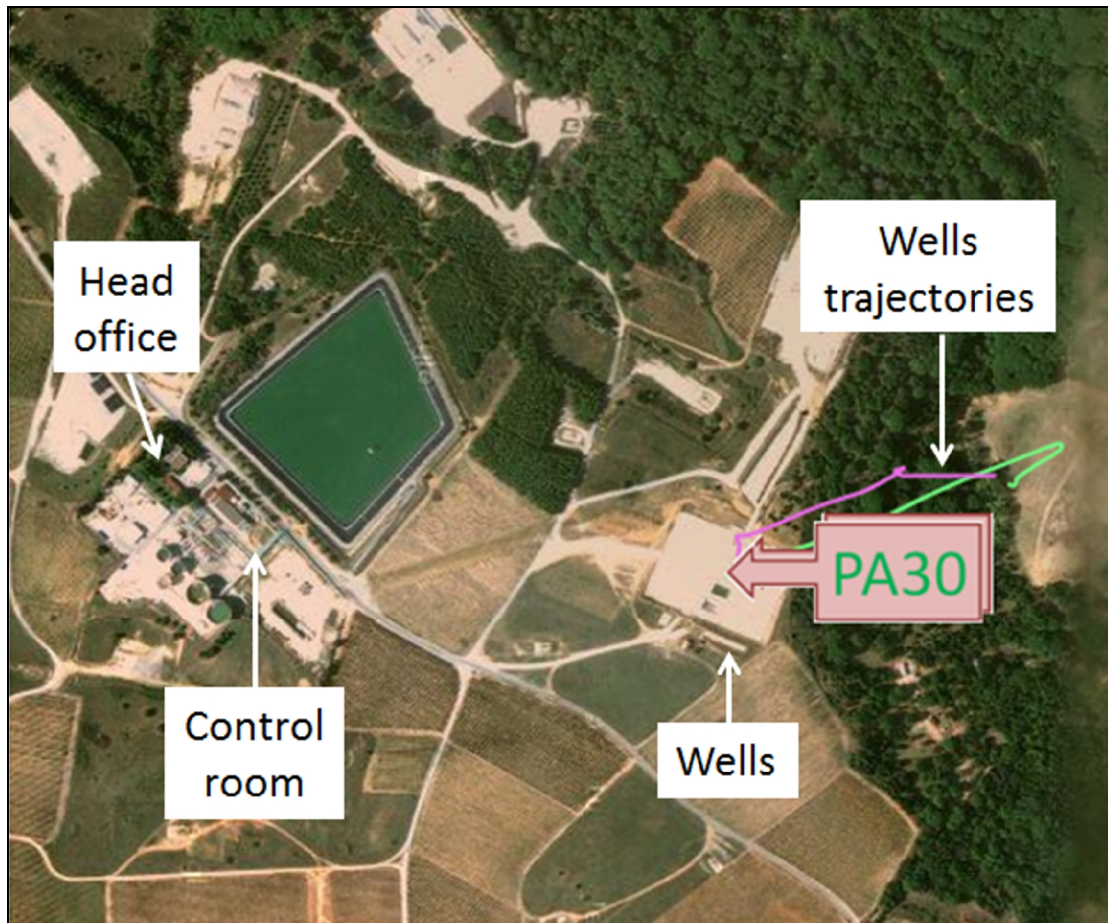 Head
office
Wells
trajectories
PA30
Control
room
Wells